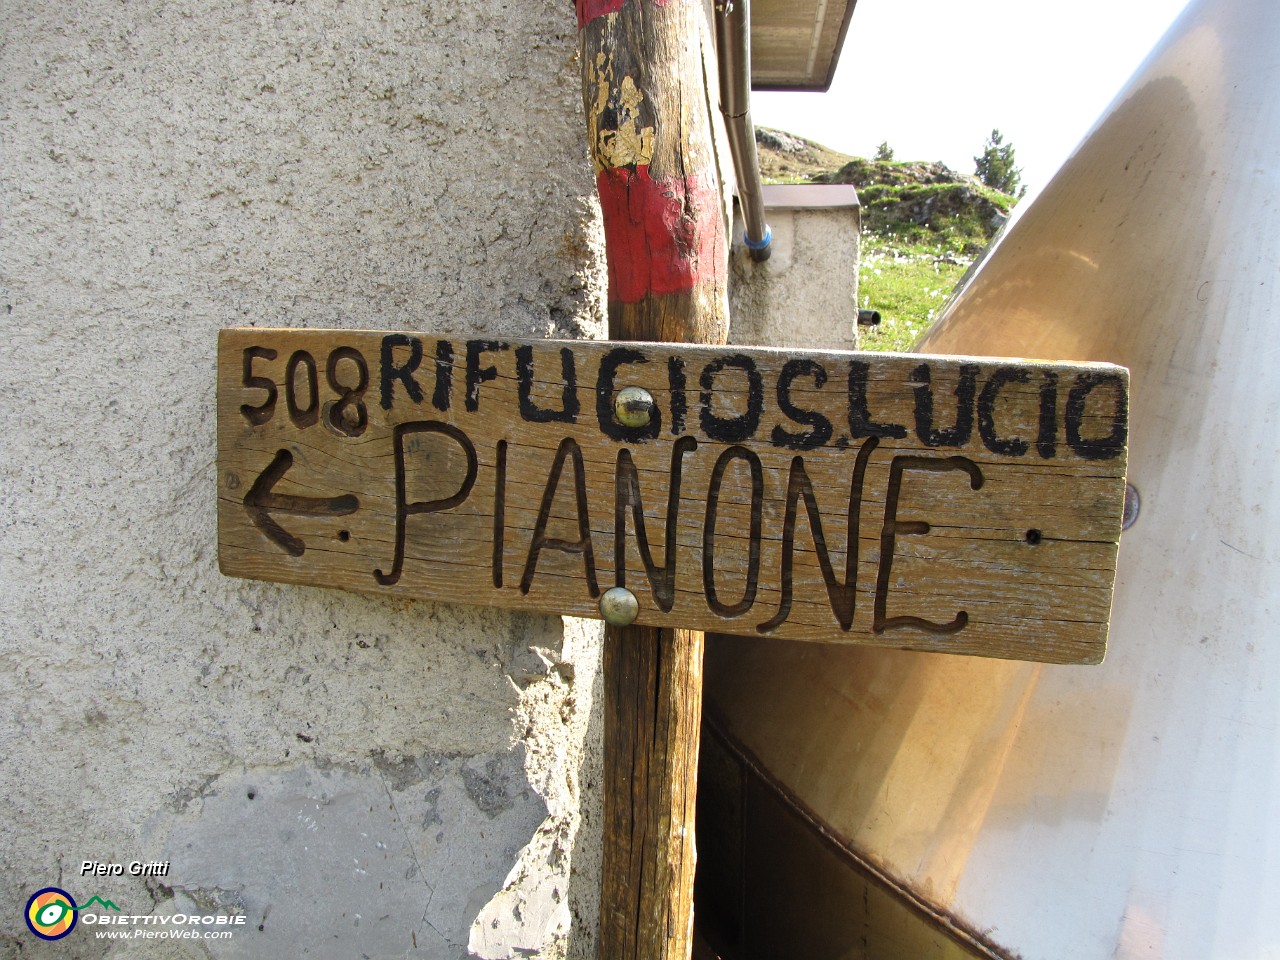 508 RIFUGIO S. LUCIO
PIANONE
Piero Gritti
OBIETTIVOROBIE
www.PieroWeb.com